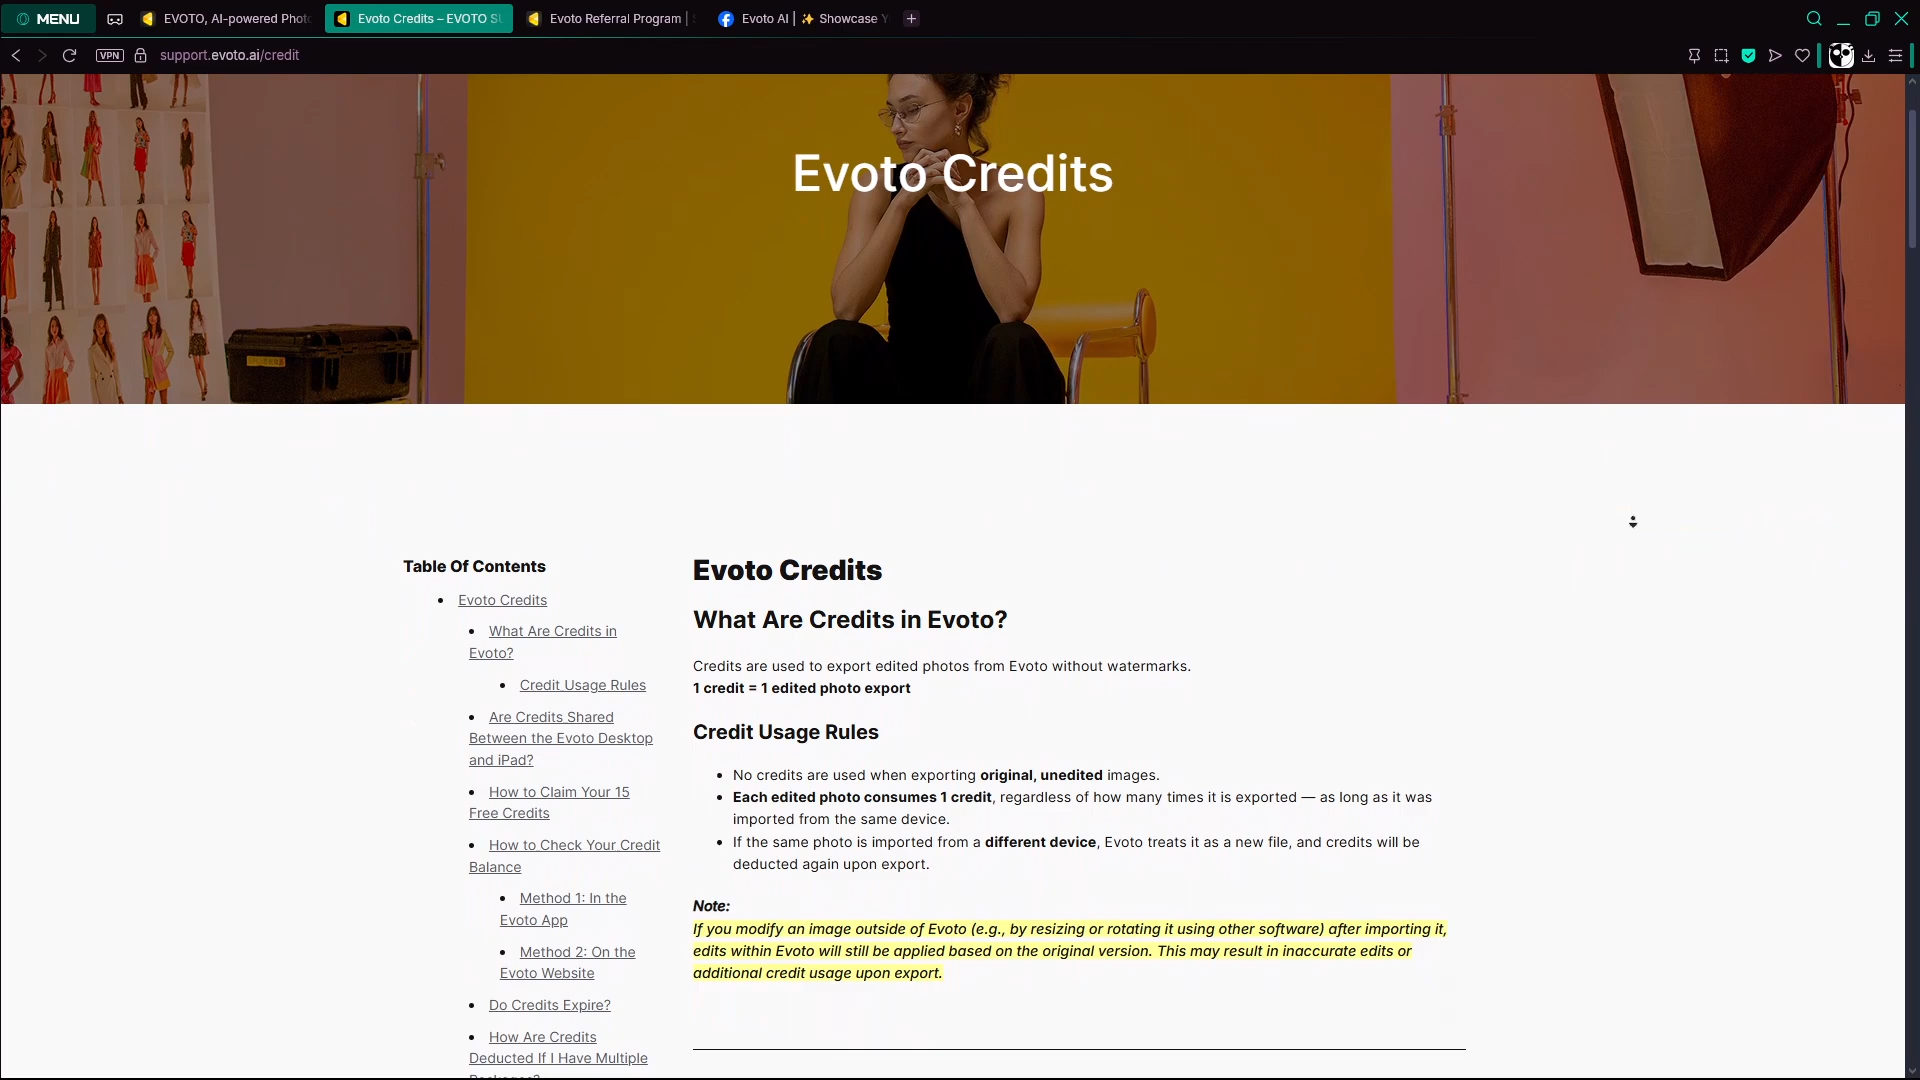 MENU
EVOTO, AI-powered Photo
Evoto Credits – EVOTO SU
Evoto Referral Program |
Evoto AI | ✨ Showcase Y
VPN
support.evoto.ai/credit
Evoto Credits
Table Of Contents
Evoto Credits
What Are Credits in
Evoto?
Credit Usage Rules
Are Credits Shared
Between the Evoto Desktop
and iPad?
How to Claim Your 15
Free Credits
How to Check Your Credit
Balance
Method 1: In the
Evoto App
Method 2: On the
Evoto Website
Do Credits Expire?
How Are Credits
Deducted If I Have Multiple
Evoto Credits
What Are Credits in Evoto?
Credits are used to export edited photos from Evoto without watermarks.
1 credit = 1 edited photo export
Credit Usage Rules
No credits are used when exporting original, unedited images.
Each edited photo consumes 1 credit, regardless of how many times it is exported — as long as it was
imported from the same device.
If the same photo is imported from a different device, Evoto treats it as a new file, and credits will be
deducted again upon export.
Note:
If you modify an image outside of Evoto (e.g., by resizing or rotating it using other software) after importing it,
edits within Evoto will still be applied based on the original version. This may result in inaccurate edits or
additional credit usage upon export.